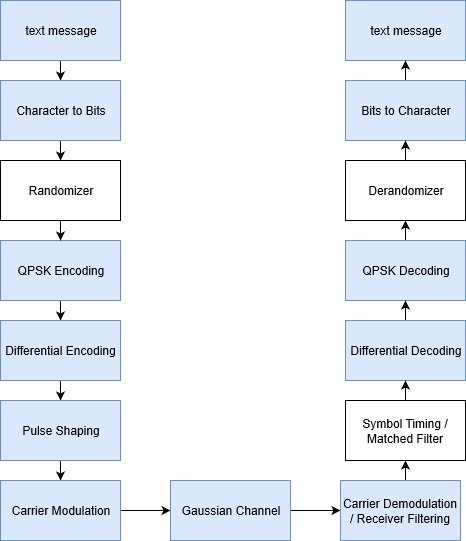 text message
Character to Bits
Randomizer
QPSK Encoding
Differential Encoding
Pulse Shaping
Carrier Modulation
Gaussian Channel
Carrier Demodulation
/ Receiver Filtering
Symbol Timing /
Matched Filter
Differential Decoding
QPSK Decoding
Derandomizer
Bits to Character
text message